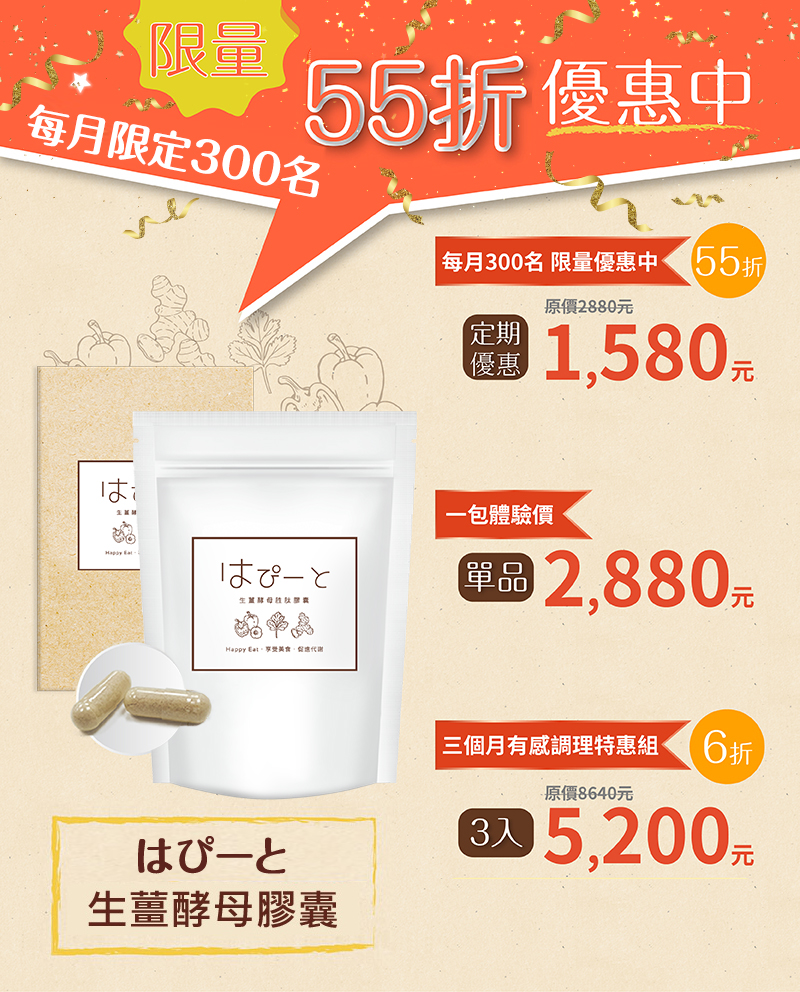 限量
55折 優惠中
每月限定300名
每月300名 限量優惠中
55折
原價2880元
定期
優惠
1,580元
一包體驗價
單品
2,880元
三個月有感調理特惠組
6折
原價8640元
3入
5,200元
はぴーと
生薑酵母胜肽膠囊
Happy Eat・享受美食・促進代謝
はぴーと
生薑酵母膠囊